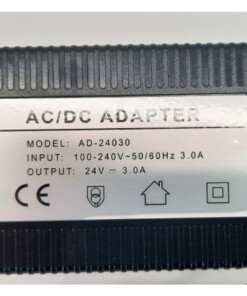 AC/DC ADAPTER
MODEL: AD-24030
INPUT: 100-240V~50/60Hz 3.0A
OUTPUT: 24V⎓3.0A
CE